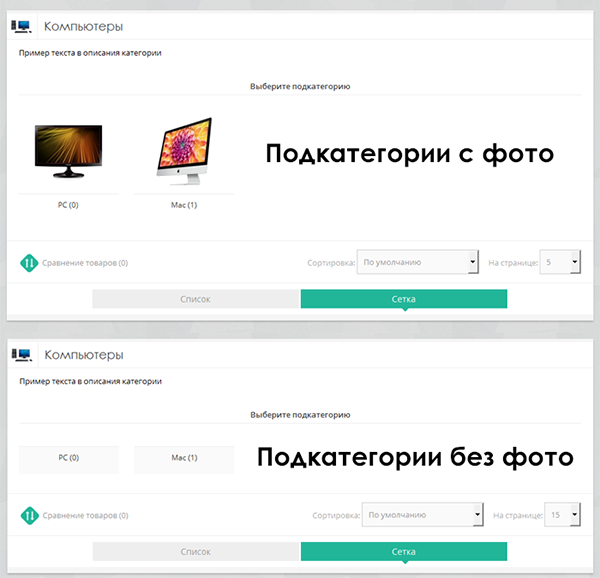 Компьютеры
Пример текста в описания категории
Выберите подкатегорию
Подкатегории с фото
PC (0) Mac (1)
Сравнение товаров (0) Сортировка: По умолчанию На странице: 5
Список Сетка
Компьютеры
Пример текста в описания категории
Выберите подкатегорию
PC (0) Mac (1) Подкатегории без фото
Сравнение товаров (0) Сортировка: По умолчанию На странице: 15
Список Сетка